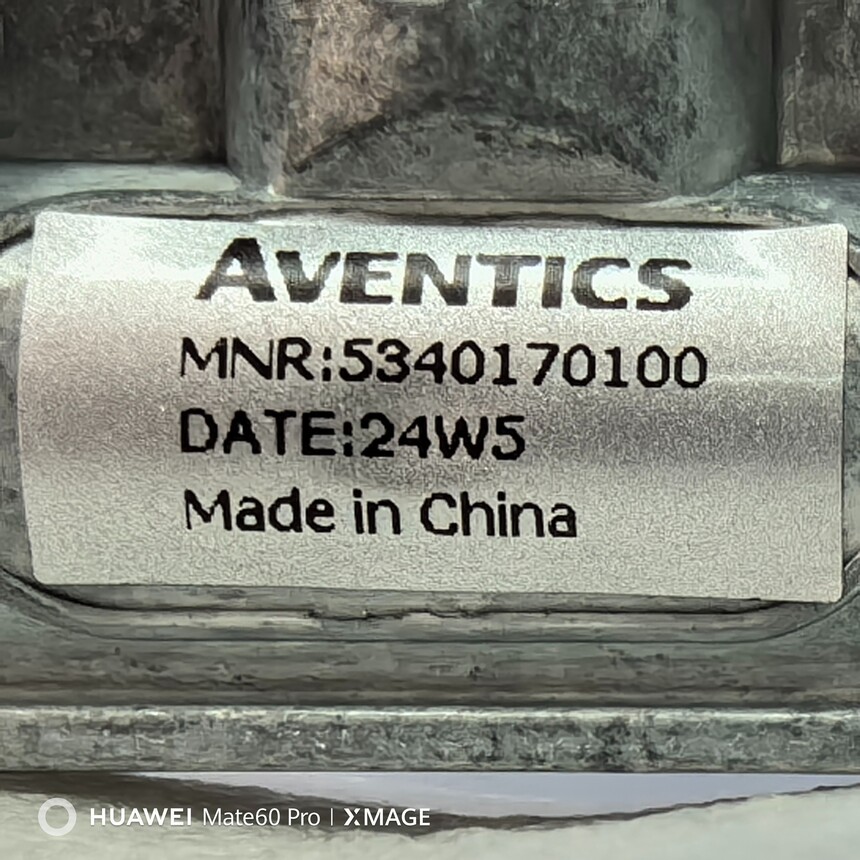 AVENTICS
MNR:5340170100
DATE:24W5
Made in China
HUAWEI Mate60 Pro | XMAGE